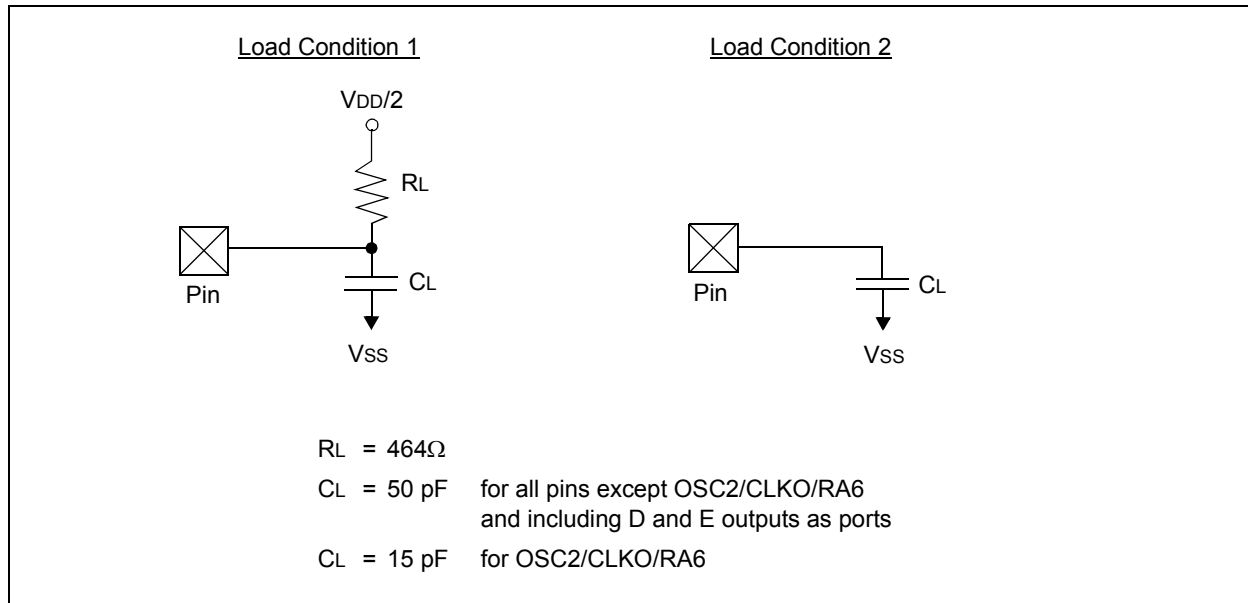 Load Condition 1
Load Condition 2
VDD/2
RL
Pin
CL
VSS
Pin
CL
VSS
RL = 464Ω
CL = 50 pF for all pins except OSC2/CLKO/RA6
and including D and E outputs as ports
CL = 15 pF for OSC2/CLKO/RA6